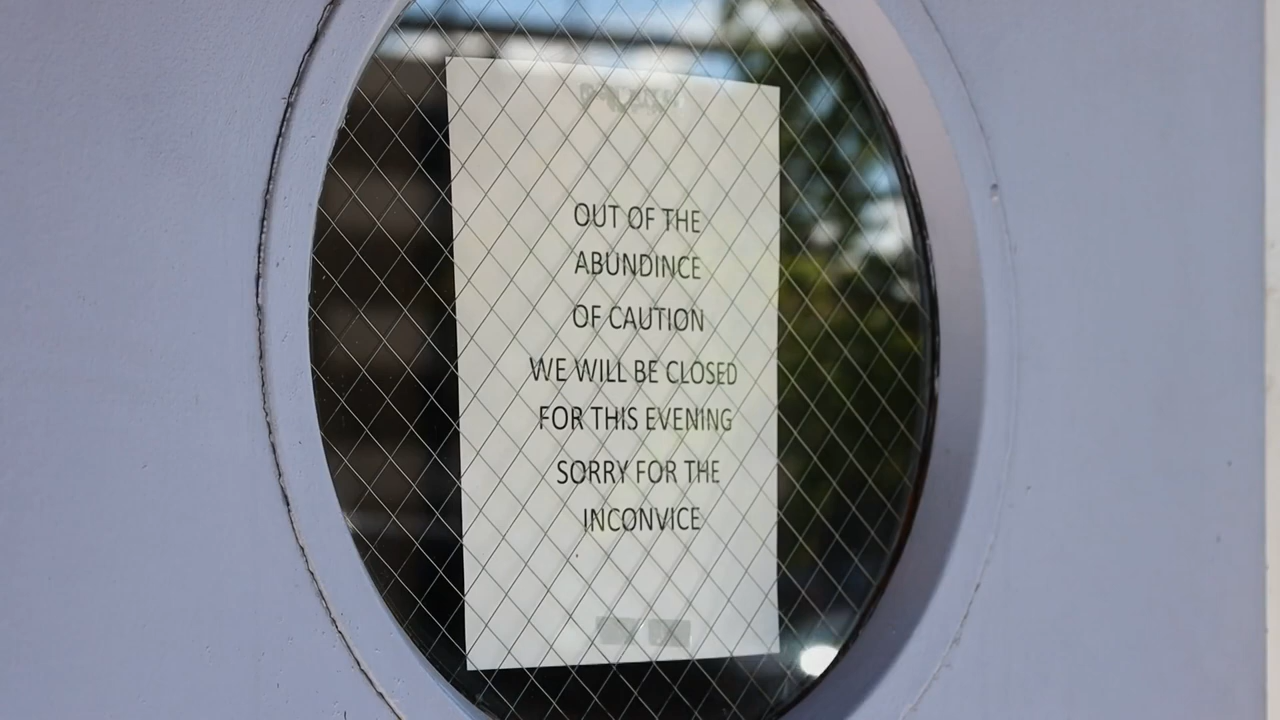 OUT OF THE
ABUNDINCE
OF CAUTION
WE WILL BE CLOSED
FOR THIS EVENING
SORRY FOR THE
INCONVICE